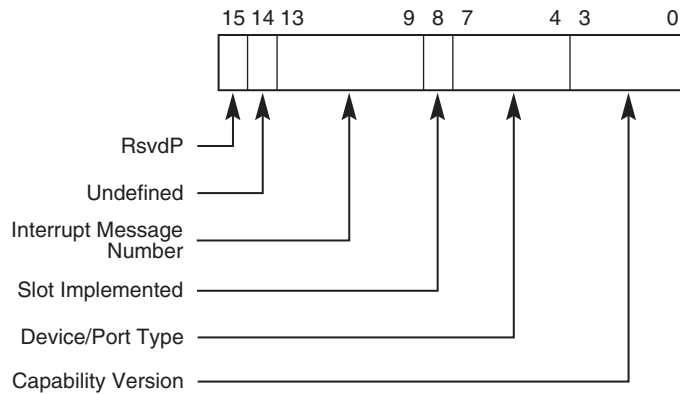 15 14 13 9 8 7 4 3 0
RsvdP
Undefined
Interrupt Message
Number
Slot Implemented
Device/Port Type
Capability Version